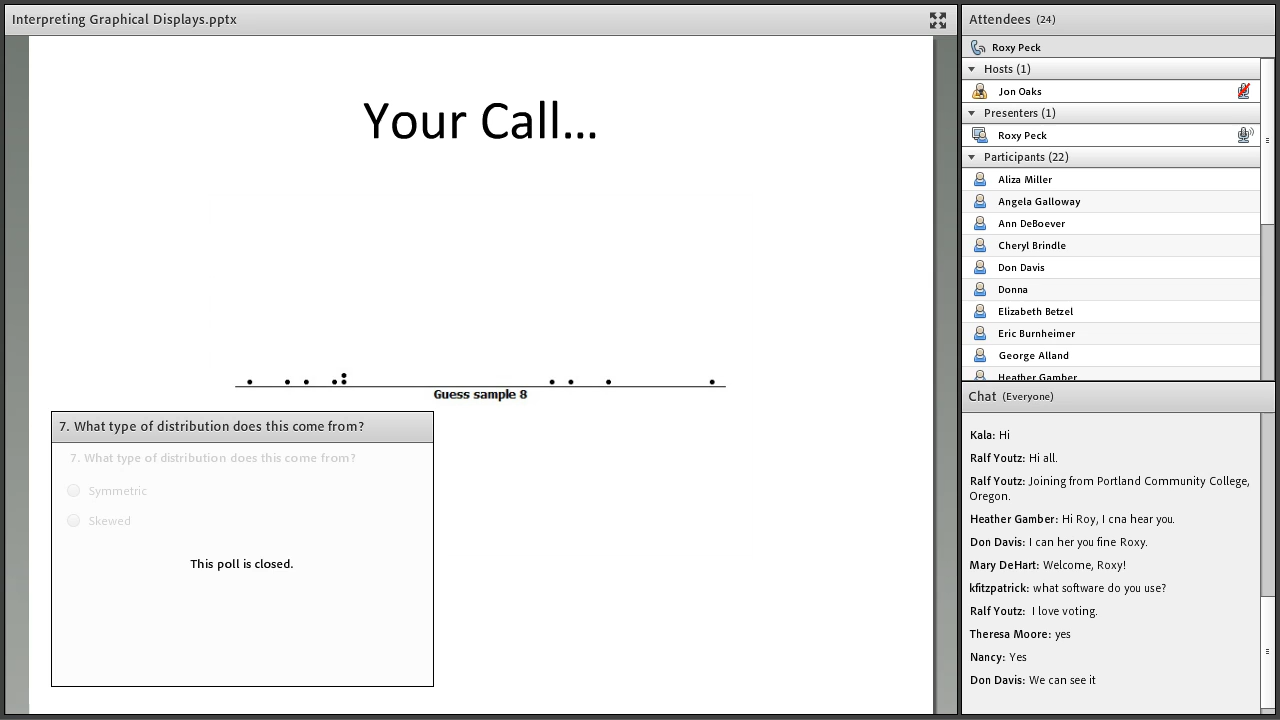 Interpreting Graphical Displays.pptx
Your Call...
Guess sample 8
7. What type of distribution does this come from?
7. What type of distribution does this come from?
Symmetric
Skewed
This poll is closed.
Attendees (24)
Roxy Peck
Hosts (1)
Jon Oaks
Presenters (1)
Roxy Peck
Participants (22)
Aliza Miller
Angela Galloway
Ann DeBoever
Cheryl Brindle
Don Davis
Donna
Elizabeth Betzel
Eric Burnheimer
George Alland
Heather Gamber
Chat (Everyone)
Kala: Hi
Ralf Youtz: Hi all.
Ralf Youtz: Joining from Portland Community College,
Oregon.
Heather Gamber: Hi Roy, I cna hear you.
Don Davis: I can her you fine Roxy.
Mary DeHart: Welcome, Roxy!
kfitzpatrick: what software do you use?
Ralf Youtz: I love voting.
Theresa Moore: yes
Nancy: Yes
Don Davis: We can see it